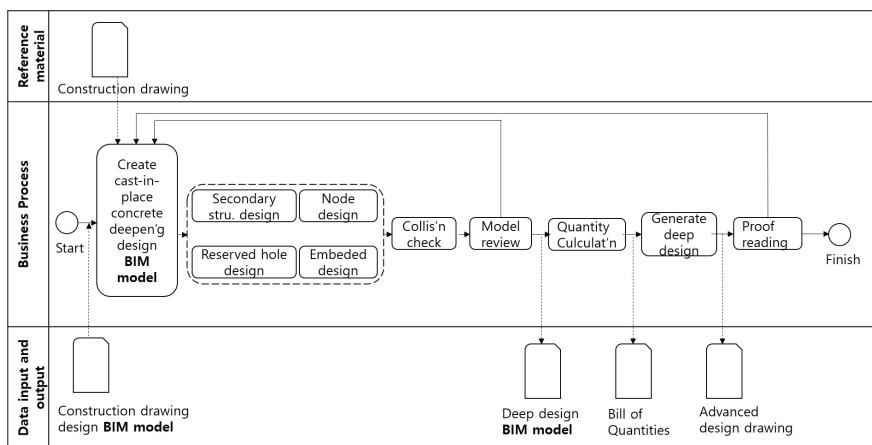 Reference
material
Construction drawing
Business Process
Start
Create
cast-in-
place
concrete
deepen'g
design
BIM
model
Secondary
stru. design
Node
design
Reserved hole
design
Embeded design
Collis'n
check
Model
review
Quantity
Culculat'n
Generate
deep
design
Proof
reading
Finish
Data input and
output
Construction drawing
design BIM model
Deep design
BIM model
Bill of
Quantities
Advanced
design drawing